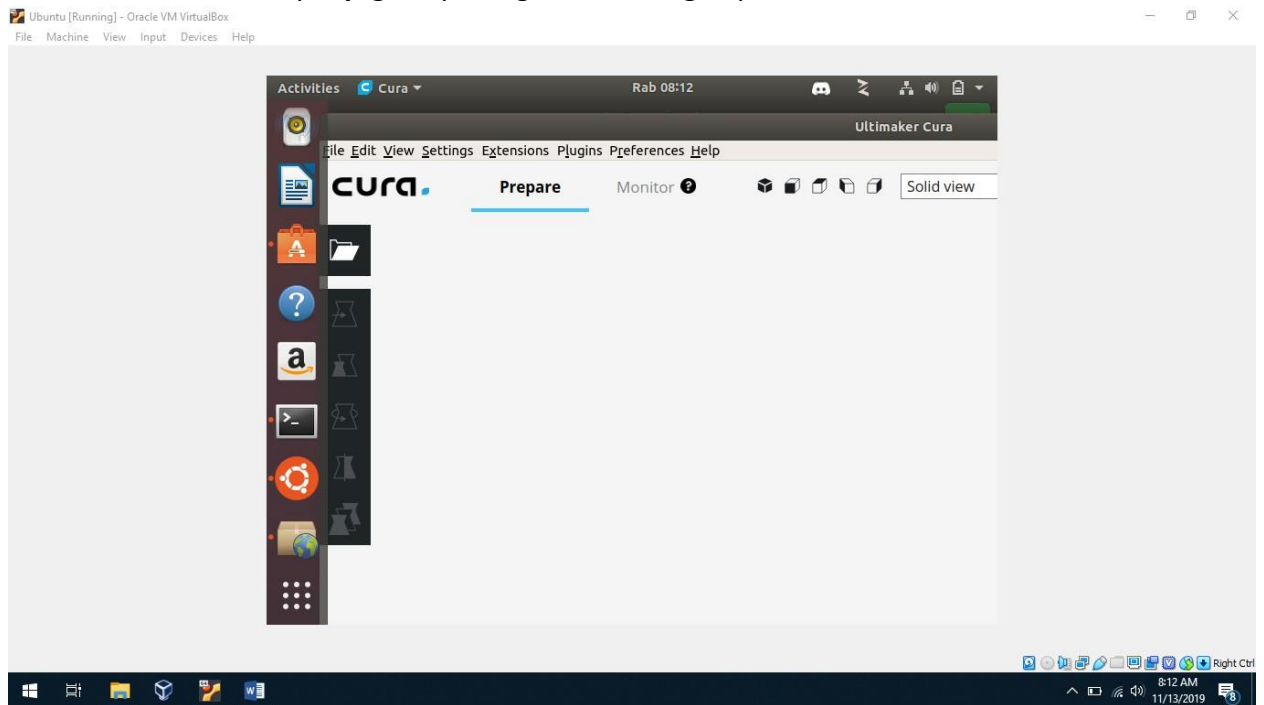 Ubuntu [Running] - Oracle VM VirtualBox
File Machine View Input Devices Help
Activities Cura Rab 08:12
Ultimaker Cura
File Edit View Settings Extensions Plugins Preferences Help
cura. Prepare Monitor ? Solid view
A
?
a
>_
Right Ctrl
W 8:12 AM
11/13/2019 8